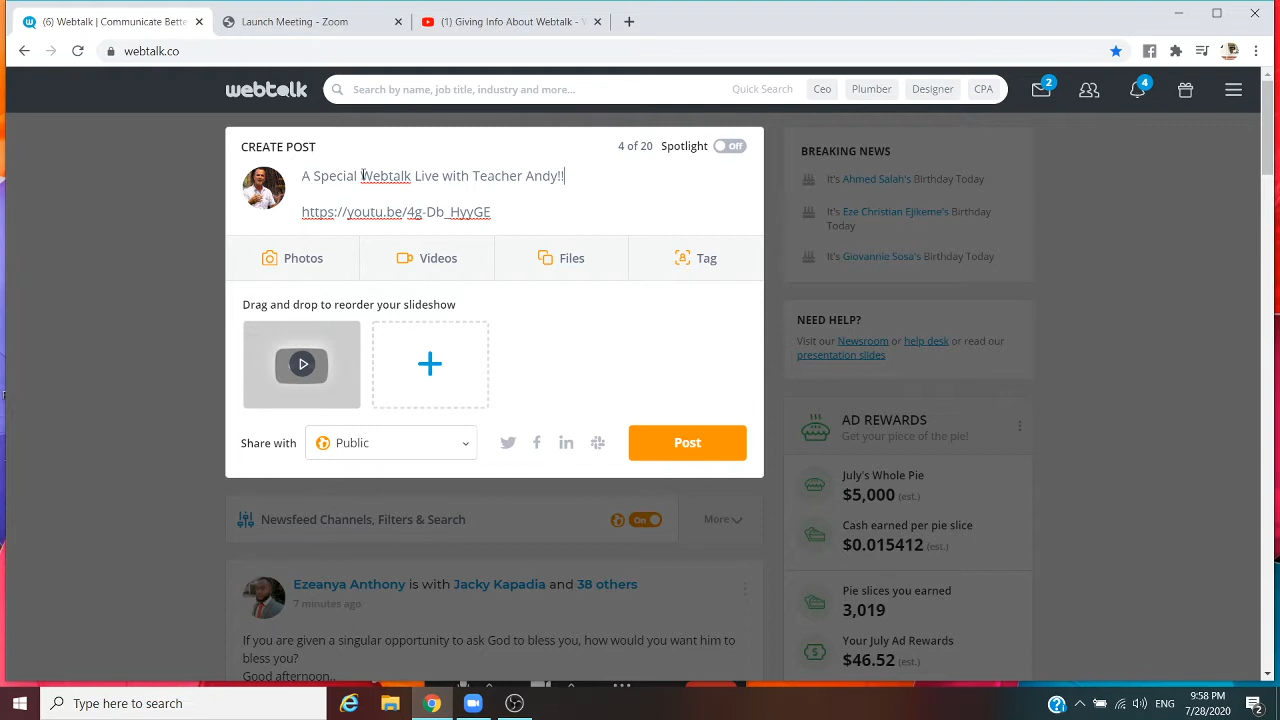 (6) Webtalk | Communicate Bette
Launch Meeting - Zoom
(1) Giving Info About Webtalk - Y
webtalk.co
webtalk
Search by name, job title, industry and more...
Quick Search
Ceo
Plumber
Designer
CPA
2
4
CREATE POST
4 of 20
Spotlight
Off
A Special Webtalk Live with Teacher Andy!!
https://youtu.be/4g-Db_HyyGE
Photos
Videos
Files
Tag
Drag and drop to reorder your slideshow
Share with
Public
Post
Newsfeed Channels, Filters & Search
On
More
Ezeanya Anthony is with Jacky Kapadia and 38 others
7 minutes ago
If you are given a singular opportunity to ask God to bless you, how would you want him to
bless you?
Good afternoon..
BREAKING NEWS
It's Ahmed Salah's Birthday Today
It's Eze Christian Ejikeme's Birthday
Today
It's Giovannie Sosa's Birthday Today
NEED HELP?
Visit our Newsroom or help desk or read our
presentation slides
AD REWARDS
Get your piece of the pie!
July's Whole Pie
$5,000 (est.)
Cash earned per pie slice
$0.015412 (est.)
Pie slices you earned
3,019
Your July Ad Rewards
$46.52 (est.)
Type here to search
9:58 PM
7/28/2020
2